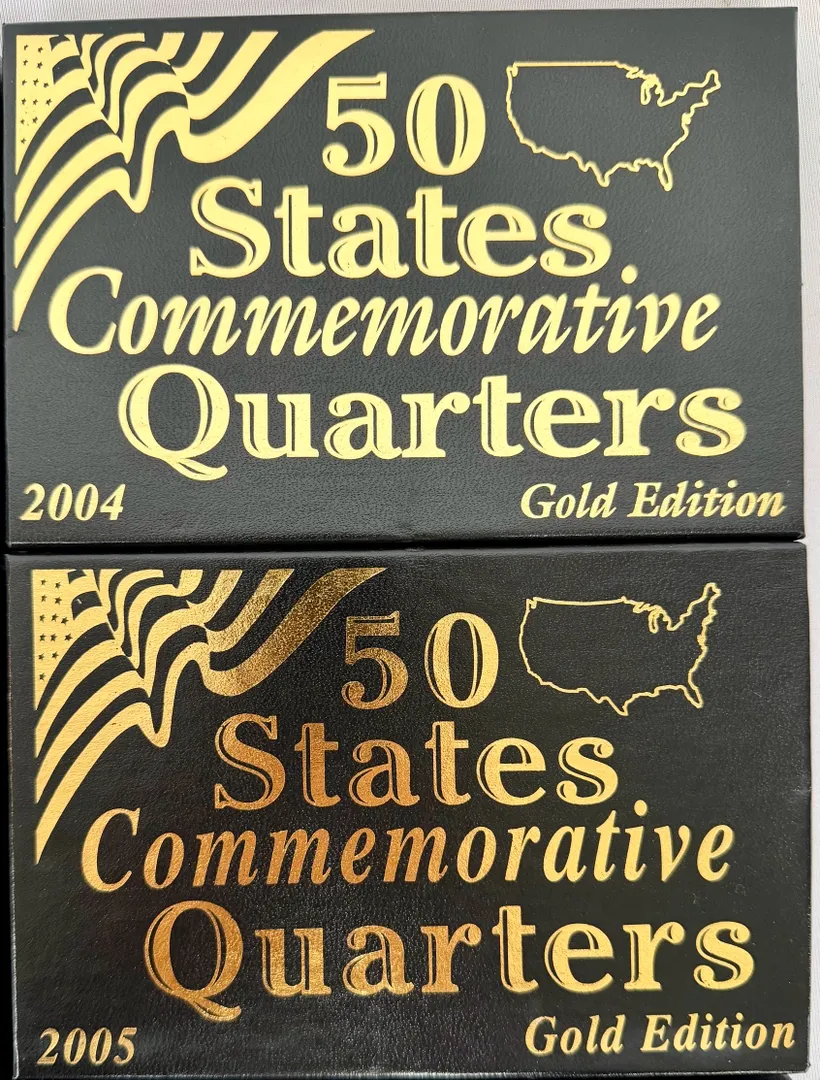 50
States
Commemorative
Quarters
2004 Gold Edition
50
States
Commemorative
Quarters
2005 Gold Edition